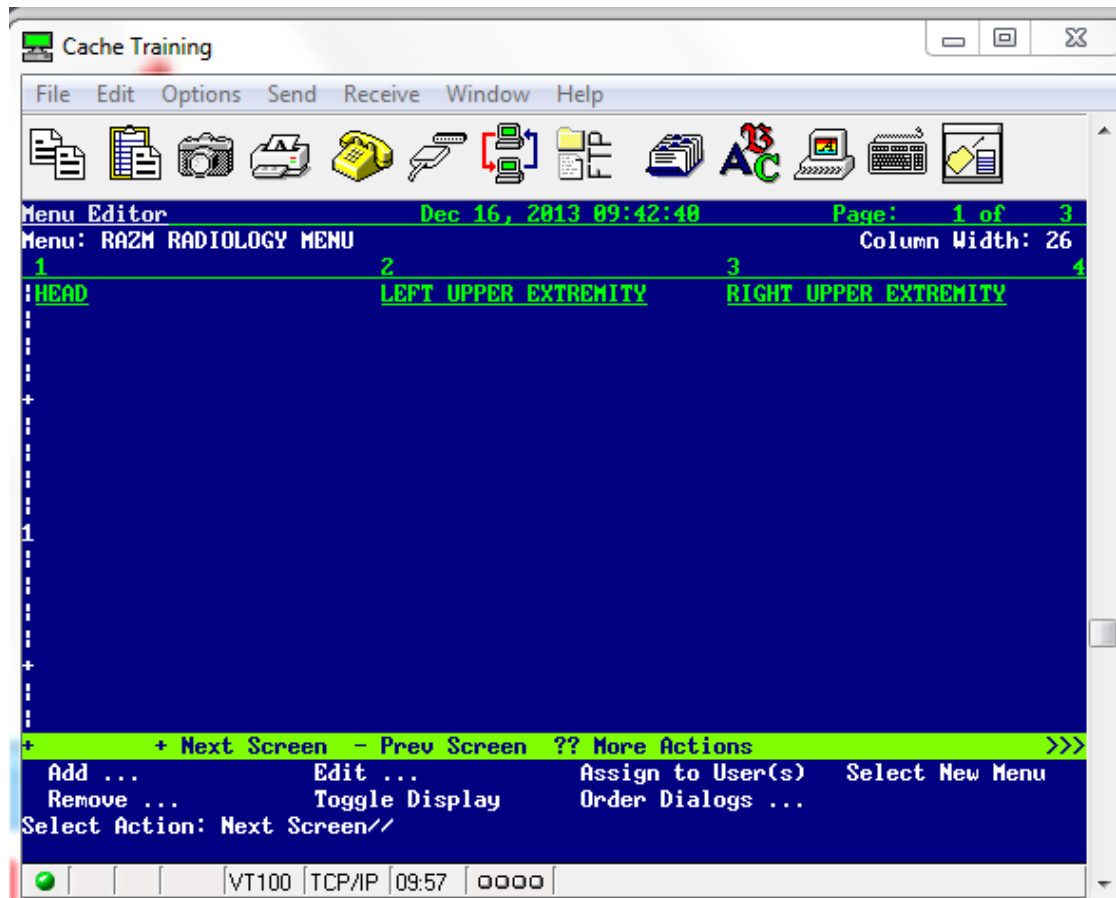 Cache Training
File Edit Options Send Receive Window Help
FTP ABC
Menu Editor Dec 16, 2013 09:42:40 Page: 1 of 3
Menu: RAZM RADIOLOGY MENU Column Width: 26
1 2 3 4
¦HEAD LEFT UPPER EXTREMITY RIGHT UPPER EXTREMITY
¦
¦
¦
+
¦
¦
¦
¦
1
¦
¦
¦
¦
+
¦
¦
+ + Next Screen - Prev Screen ?? More Actions >>>
Add ... Edit ... Assign to User(s) Select New Menu
Remove ... Toggle Display Order Dialogs ...
Select Action: Next Screen//
VT100 TCP/IP 09:57